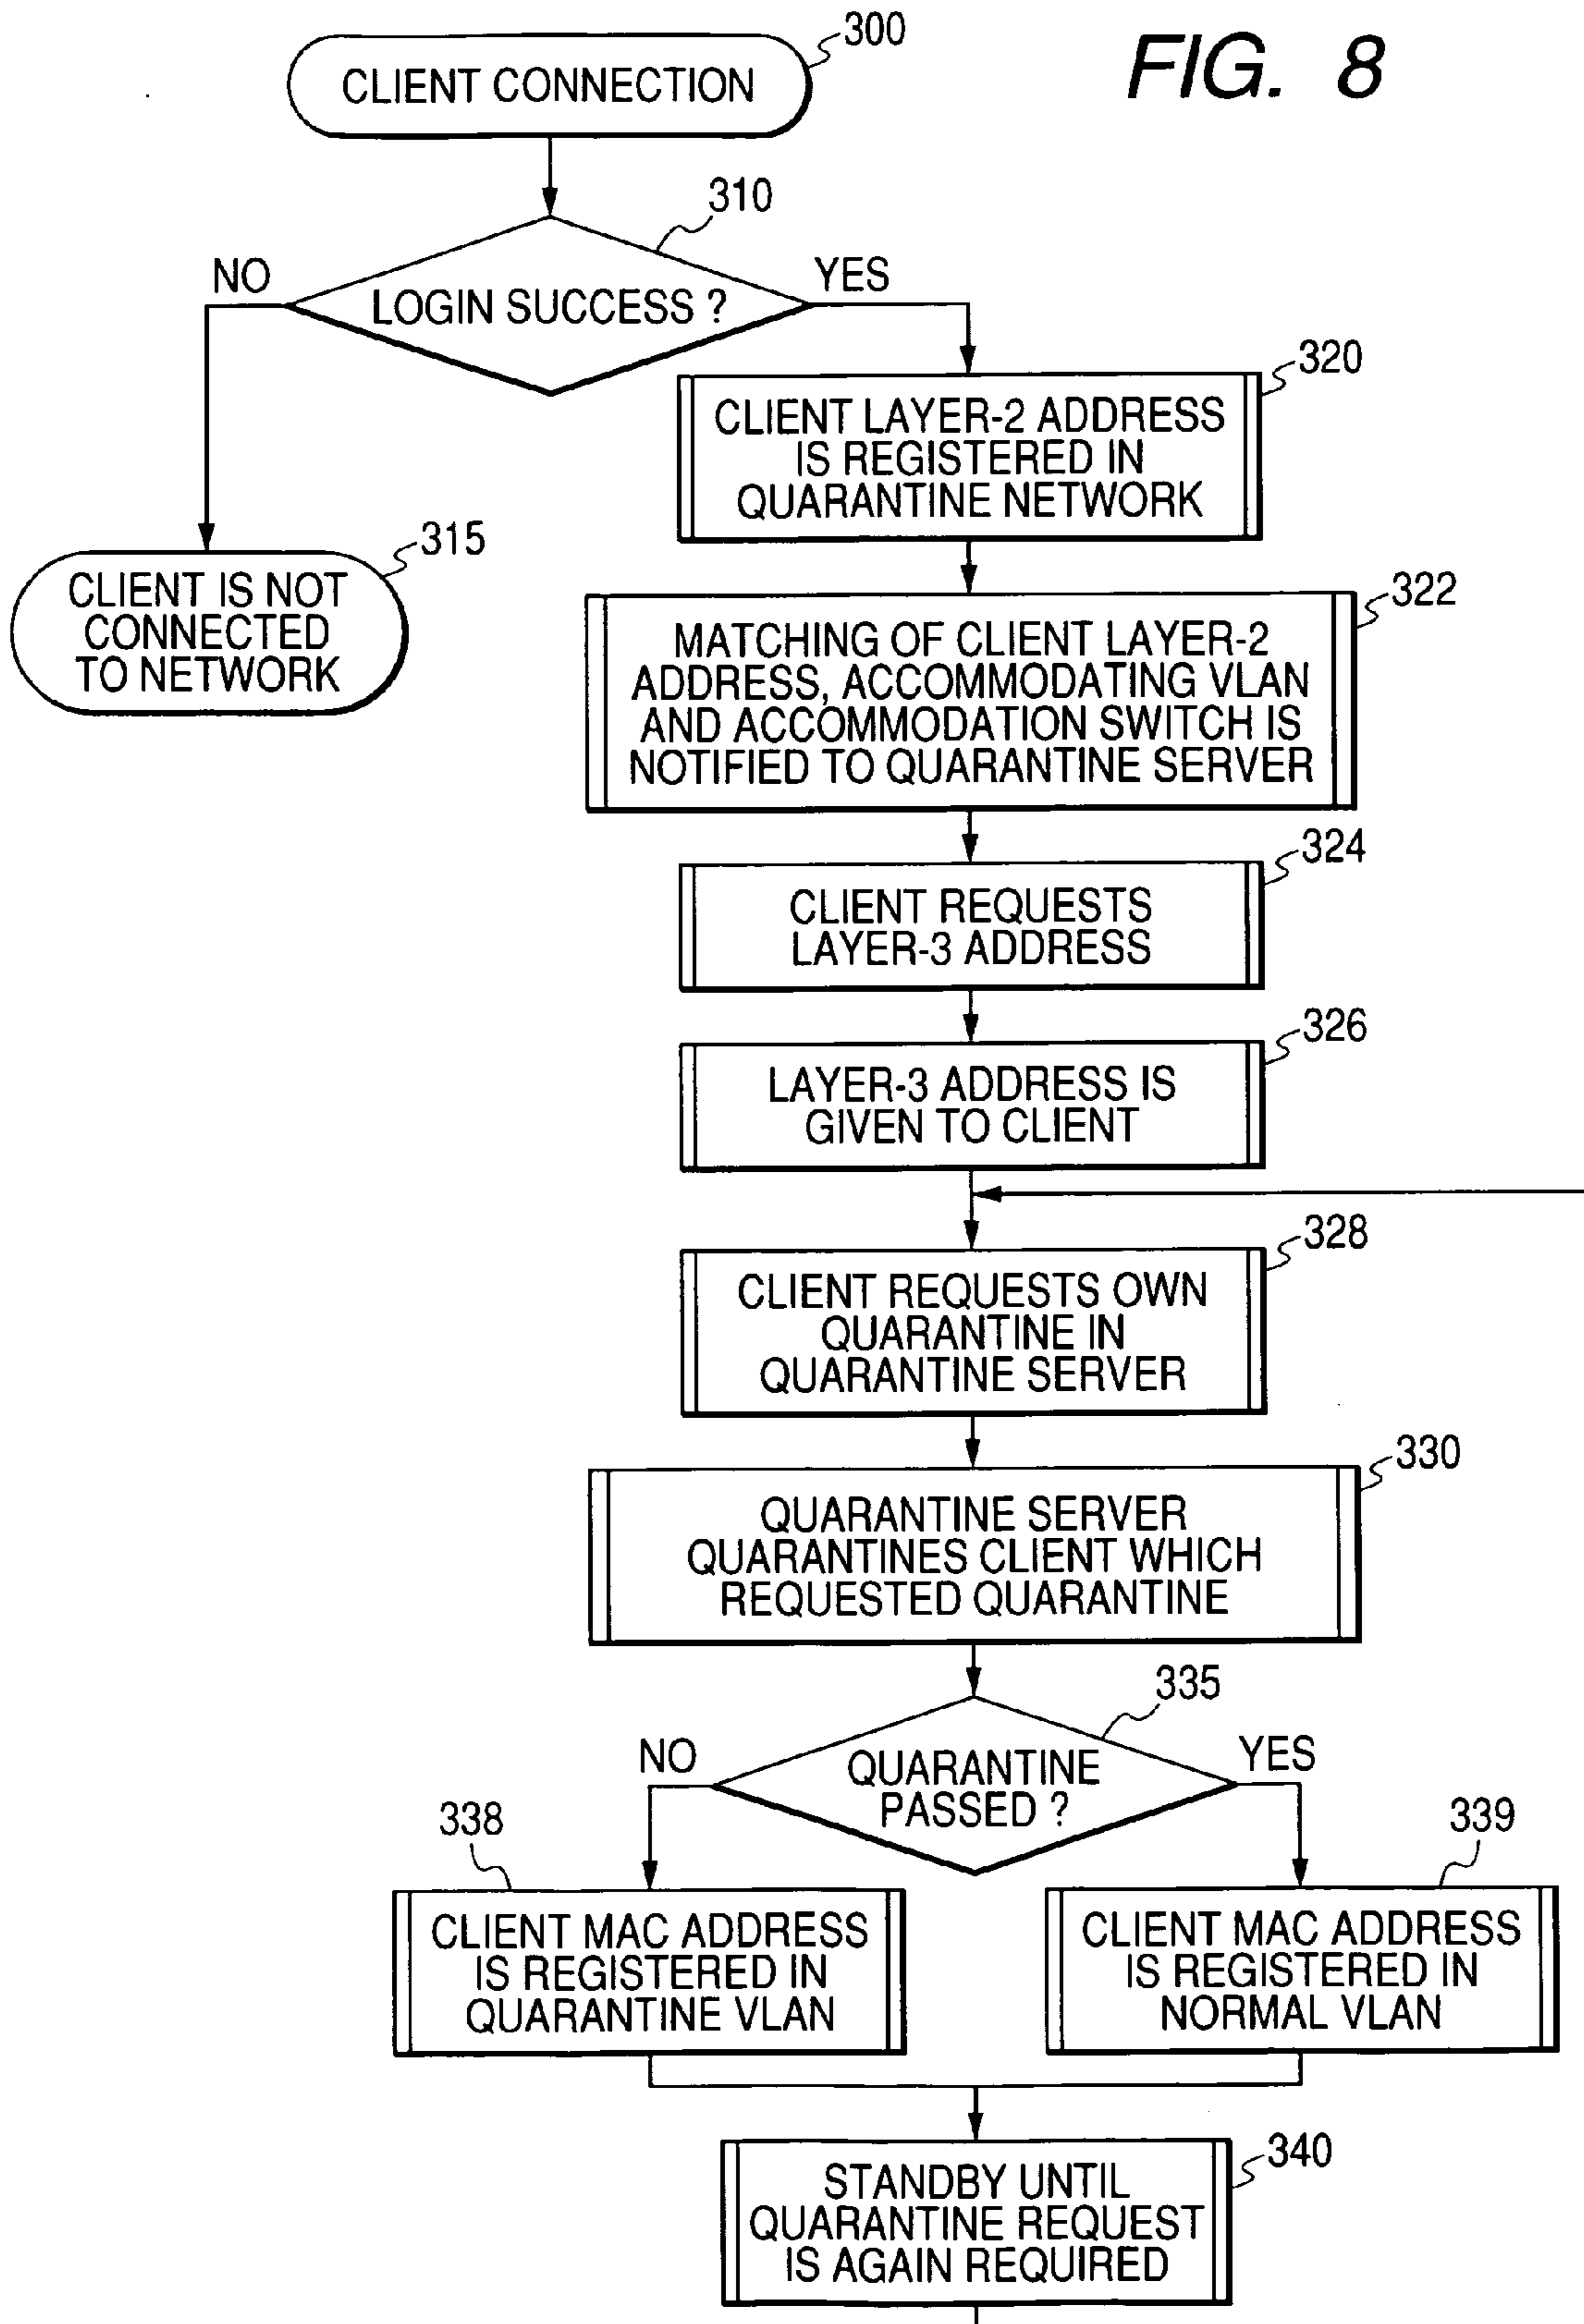 FIG. 8
300
CLIENT CONNECTION
310
NO
YES
LOGIN SUCCESS ?
320
CLIENT LAYER-2 ADDRESS
IS REGISTERED IN
QUARANTINE NETWORK
315
CLIENT IS NOT
CONNECTED
TO NETWORK
322
MATCHING OF CLIENT LAYER-2
ADDRESS, ACCOMMODATING VLAN
AND ACCOMMODATION SWITCH IS
NOTIFIED TO QUARANTINE SERVER
324
CLIENT REQUESTS
LAYER-3 ADDRESS
326
LAYER-3 ADDRESS IS
GIVEN TO CLIENT
328
CLIENT REQUESTS OWN
QUARANTINE IN
QUARANTINE SERVER
330
QUARANTINE SERVER
QUARANTINES CLIENT WHICH
REQUESTED QUARANTINE
335
NO
YES
QUARANTINE
PASSED ?
338
CLIENT MAC ADDRESS
IS REGISTERED IN
QUARANTINE VLAN
339
CLIENT MAC ADDRESS
IS REGISTERED IN
NORMAL VLAN
340
STANDBY UNTIL
QUARANTINE REQUEST
IS AGAIN REQUIRED